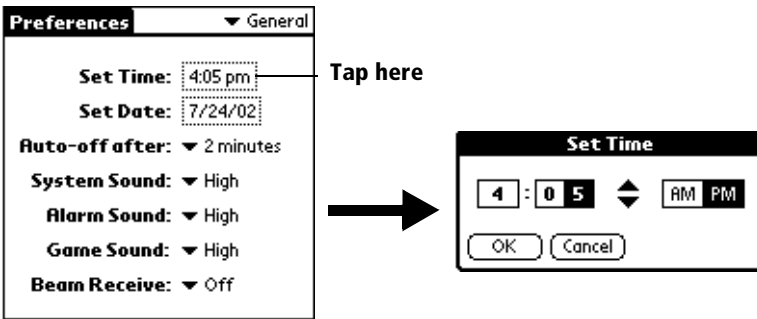 Preferences ▼ General
Set Time: 4:05 pm
Tap here
Set Date: 7/24/02
Auto-off after: ▼ 2 minutes
System Sound: ▼ High
Alarm Sound: ▼ High
Game Sound: ▼ High
Beam Receive: ▼ Off
Set Time
4 : 0 5 AM PM
OK Cancel